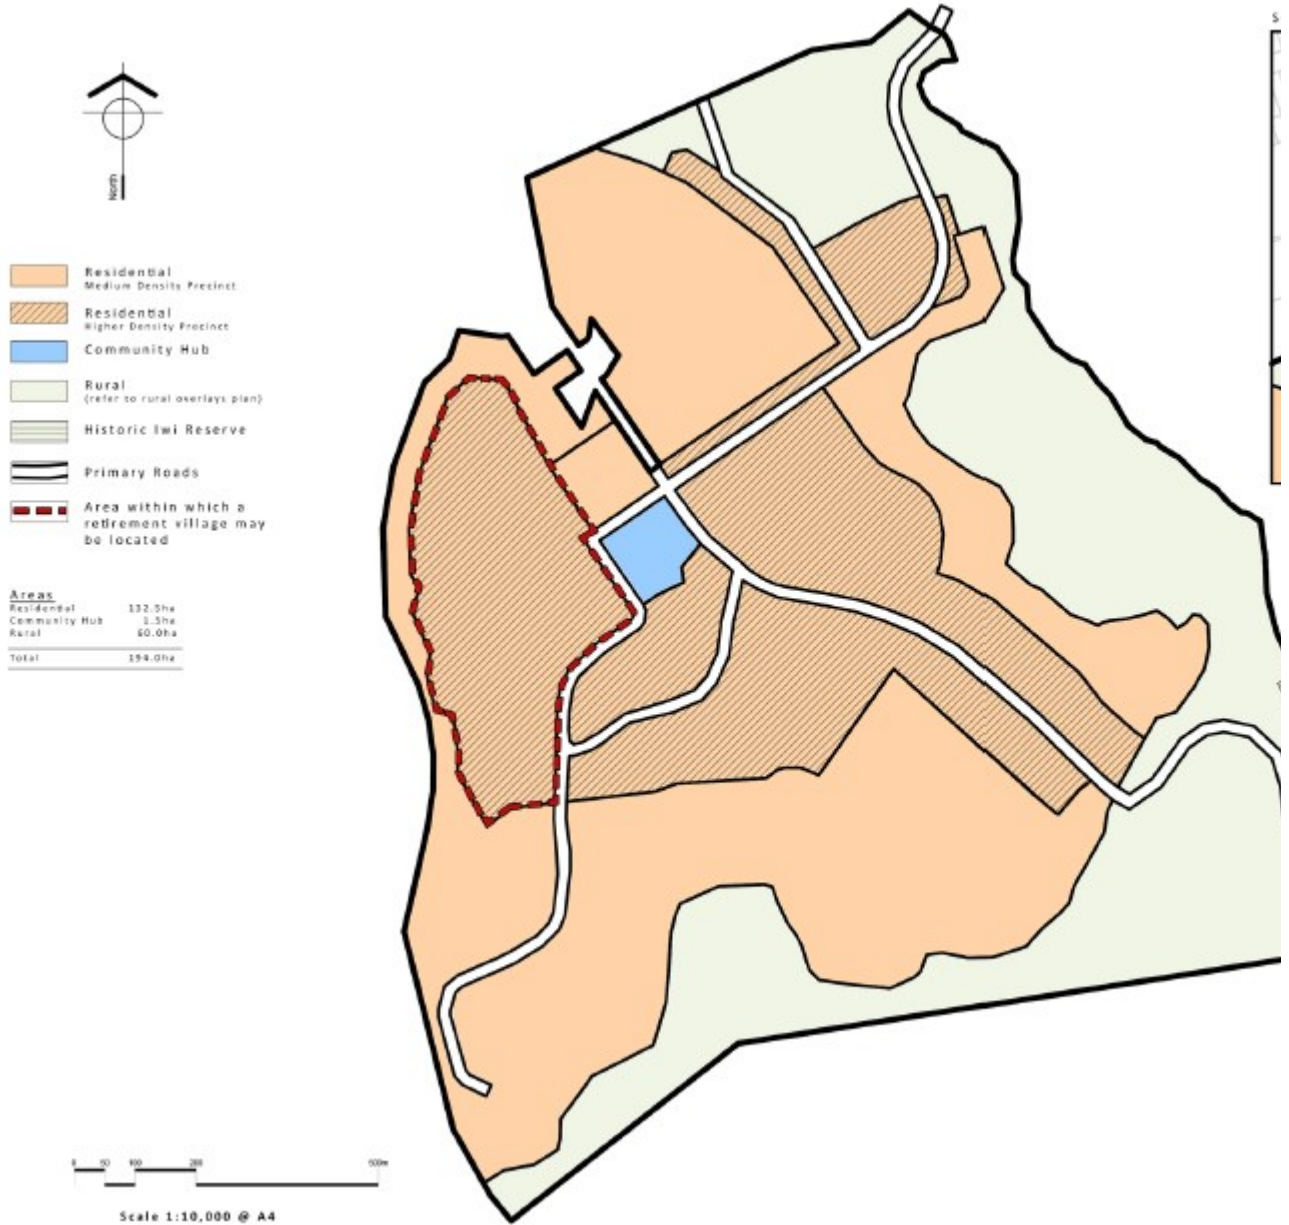 S
North
Residential
Medium Density Precinct
Residential
Higher Density Precinct
Community Hub
Rural
(refer to rural overlays plan)
Historic Iwi Reserve
Primary Roads
Area within which a
retirement village may
be located
Areas
Residential 132.5ha
Community Hub 1.5ha
Rural 60.0ha
Total 194.0ha
0 50 100 200 500m
Scale 1:10,000 @ A4